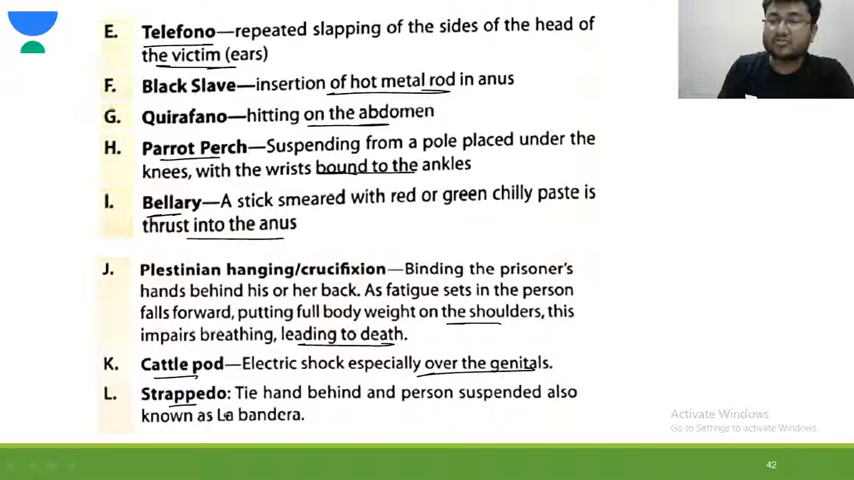 E. Telefono—repeated slapping of the sides of the head of
the victim (ears)
F. Black Slave—insertion of hot metal rod in anus
G. Quirafano—hitting on the abdomen
H. Parrot Perch—Suspending from a pole placed under the
knees, with the wrists bound to the ankles
I. Bellary—A stick smeared with red or green chilly paste is
thrust into the anus
J. Plestinian hanging/crucifixion—Binding the prisoner's
hands behind his or her back. As fatigue sets in the person
falls forward, putting full body weight on the shoulders, this
impairs breathing, leading to death.
K. Cattle pod—Electric shock especially over the genitals.
L. Strappedo: Tie hand behind and person suspended also
known as La bandera.
Activate Windows
Go to Settings to activate Windows.
42